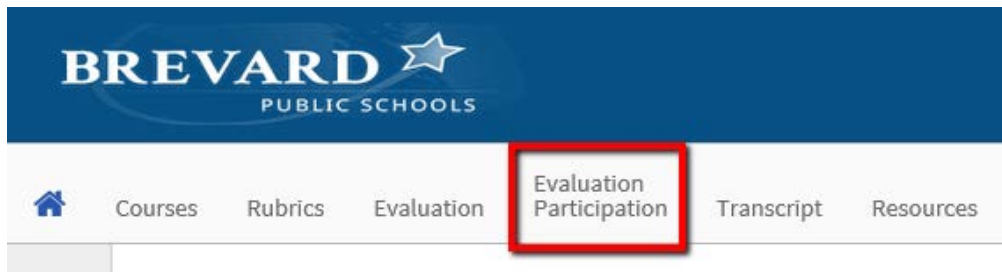 BREVARD
PUBLIC SCHOOLS
Courses
Rubrics
Evaluation
Evaluation
Participation
Transcript
Resources